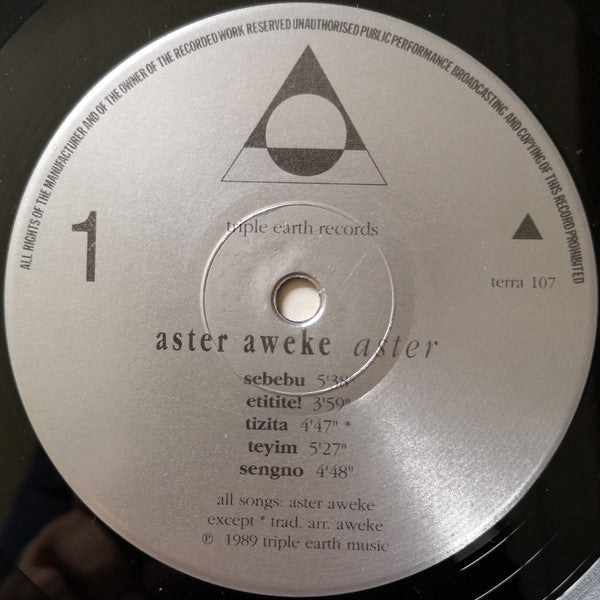 ALL RIGHTS OF THE MANUFACTURER AND OF THE OWNER OF THE RECORDED WORK RESERVED UNAUTHORISED PUBLIC PERFORMANCE BROADCASTING AND COPYING OF THIS RECORD PROHIBITED
triple earth records
1
terra 107
aster aweke aster
sebebu 5'38"
etitite! 3'59"
tizita 4'47" *
teyim 5'27"
sengno 4'48"
all songs: aster aweke
except * trad. arr. aweke
℗ 1989 triple earth music